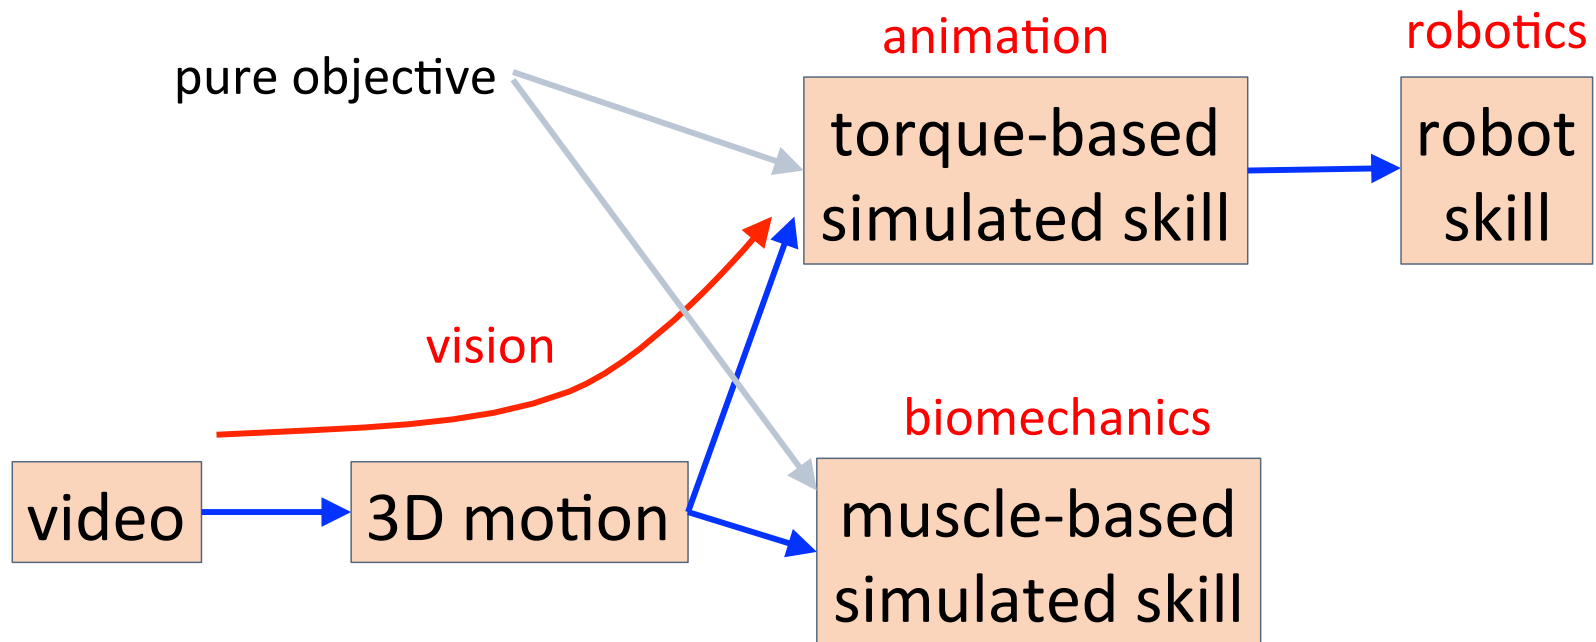 animation
robotics
pure objective
torque-based
simulated skill
robot
skill
vision
biomechanics
video
3D motion
muscle-based
simulated skill